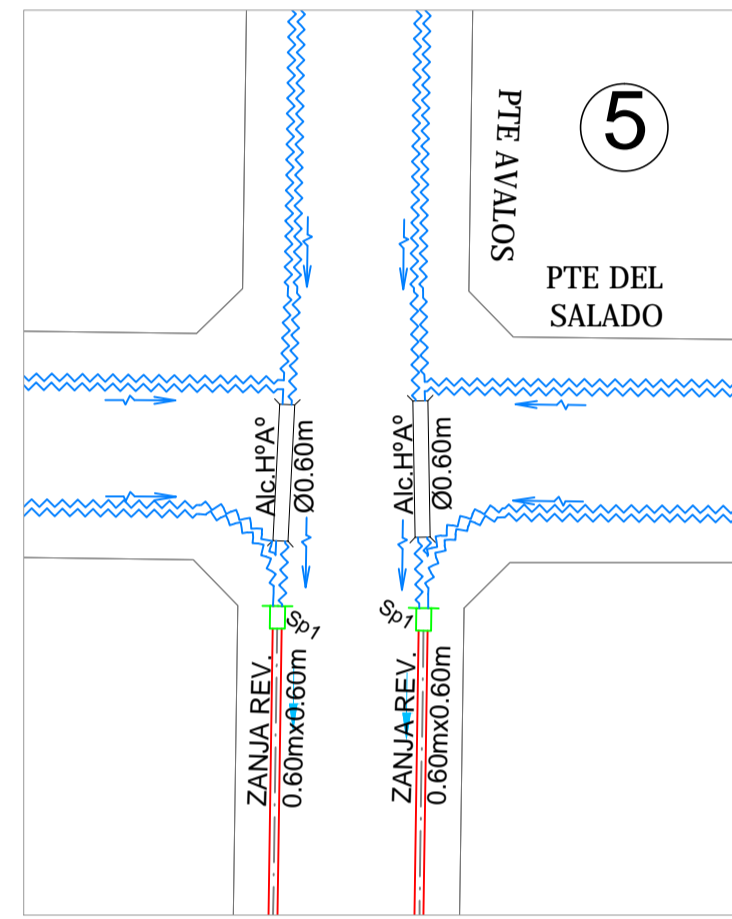 5
PTE AVALOS
PTE DEL
SALADO
Alc.HºAº
Ø0.60m
Alc.HºAº
Ø0.60m
Sp1
Sp1
ZANJA REV.
0.60mx0.60m
ZANJA REV.
0.60mx0.60m